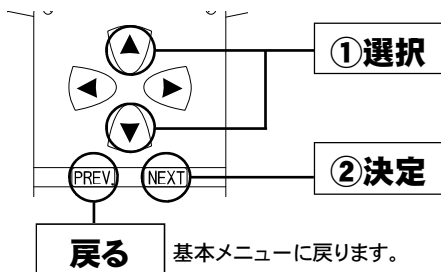 ①選択
PREV.
NEXT
②決定
戻る
基本メニューに戻ります。